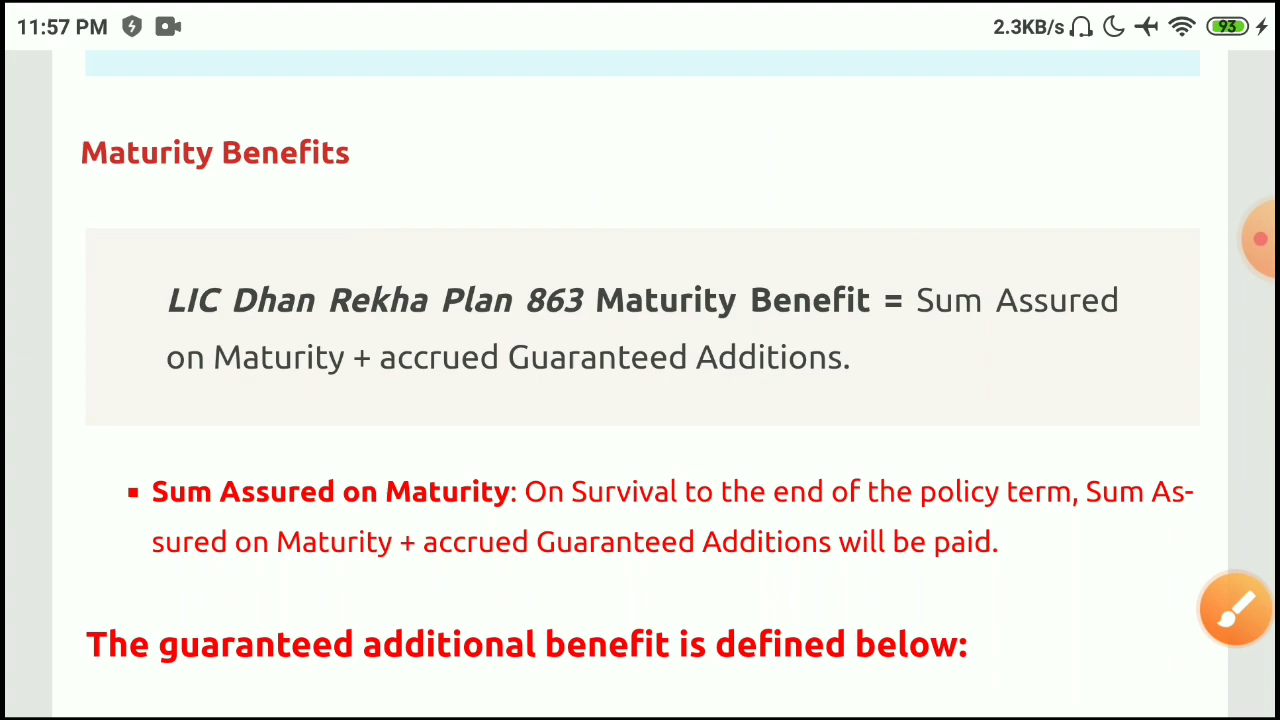 11:57 PM 2.3KB/s 93
Maturity Benefits
LIC Dhan Rekha Plan 863 Maturity Benefit = Sum Assured
on Maturity + accrued Guaranteed Additions.
▪ Sum Assured on Maturity: On Survival to the end of the policy term, Sum As-
sured on Maturity + accrued Guaranteed Additions will be paid.
The guaranteed additional benefit is defined below: